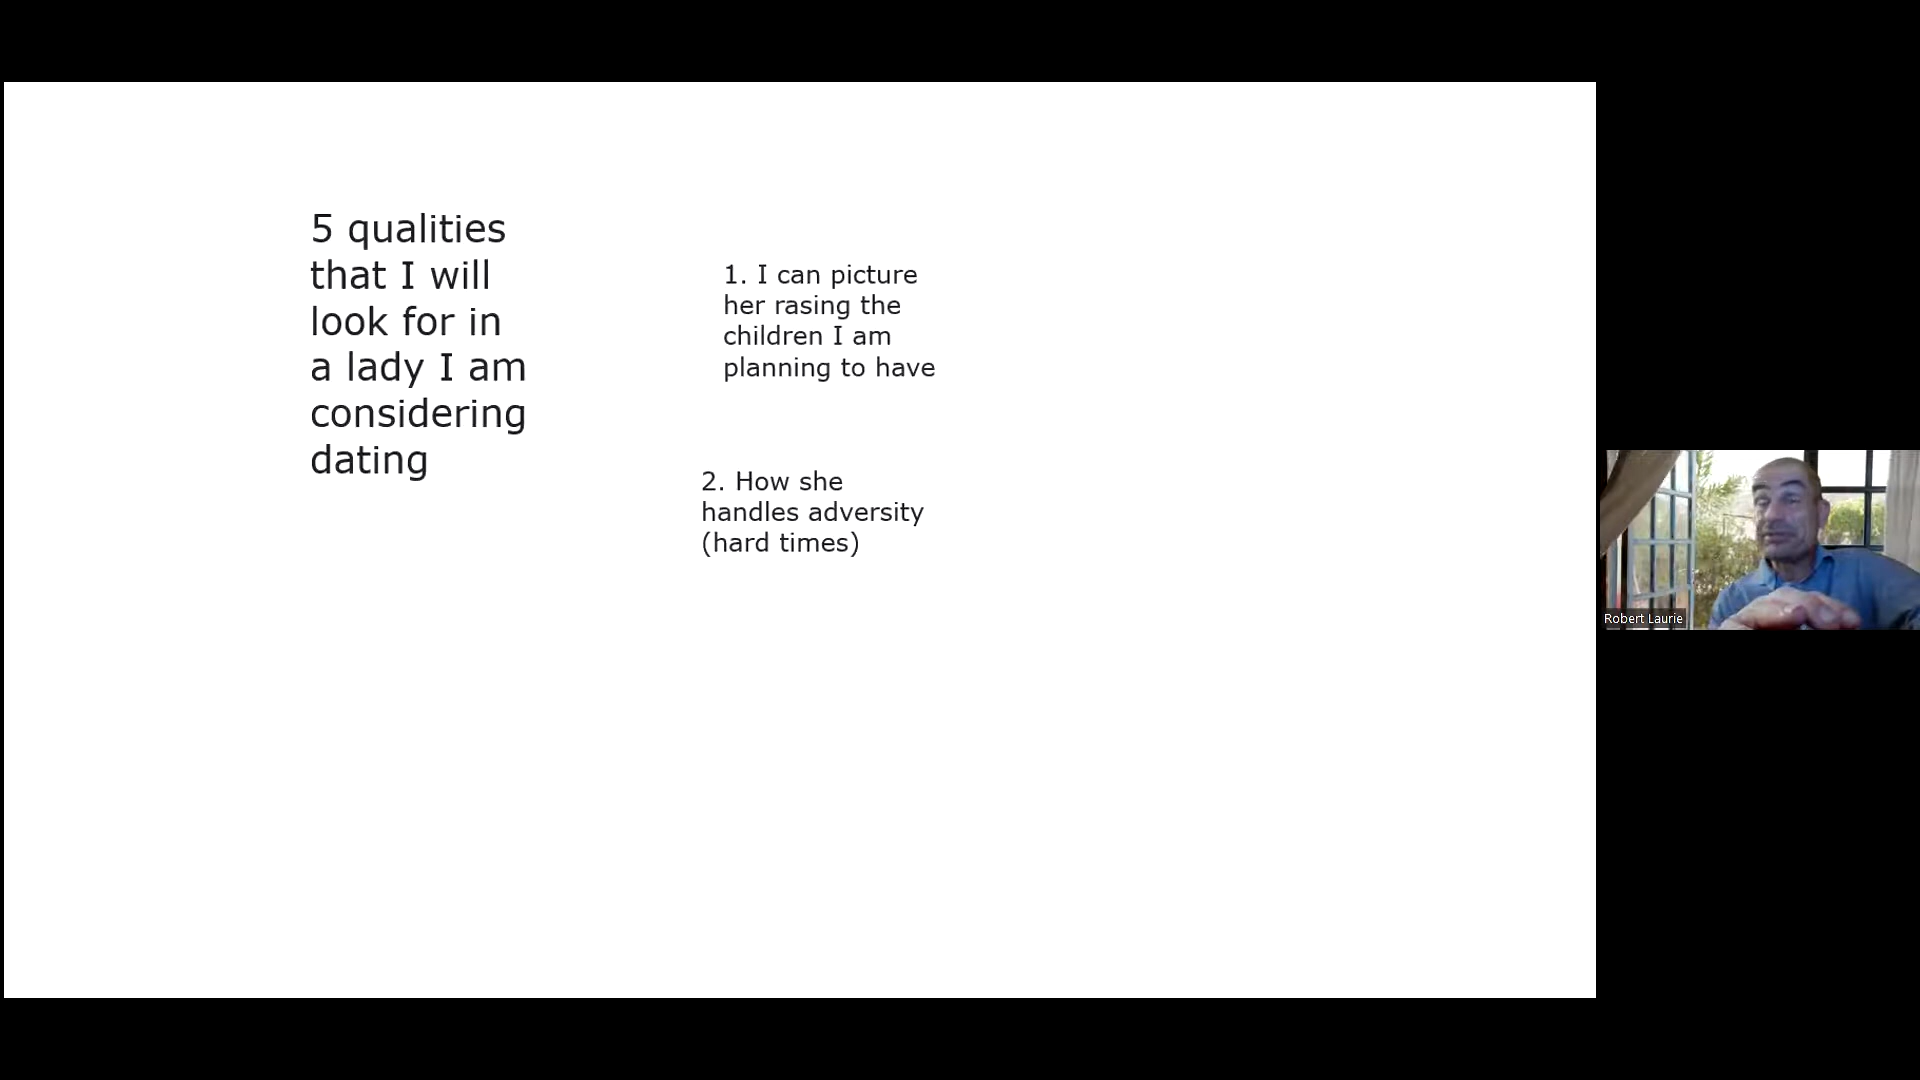 5 qualities
that I will
look for in
a lady I am
considering
dating
1. I can picture
her rasing the
children I am
planning to have
2. How she
handles adversity
(hard times)
Robert Laurie